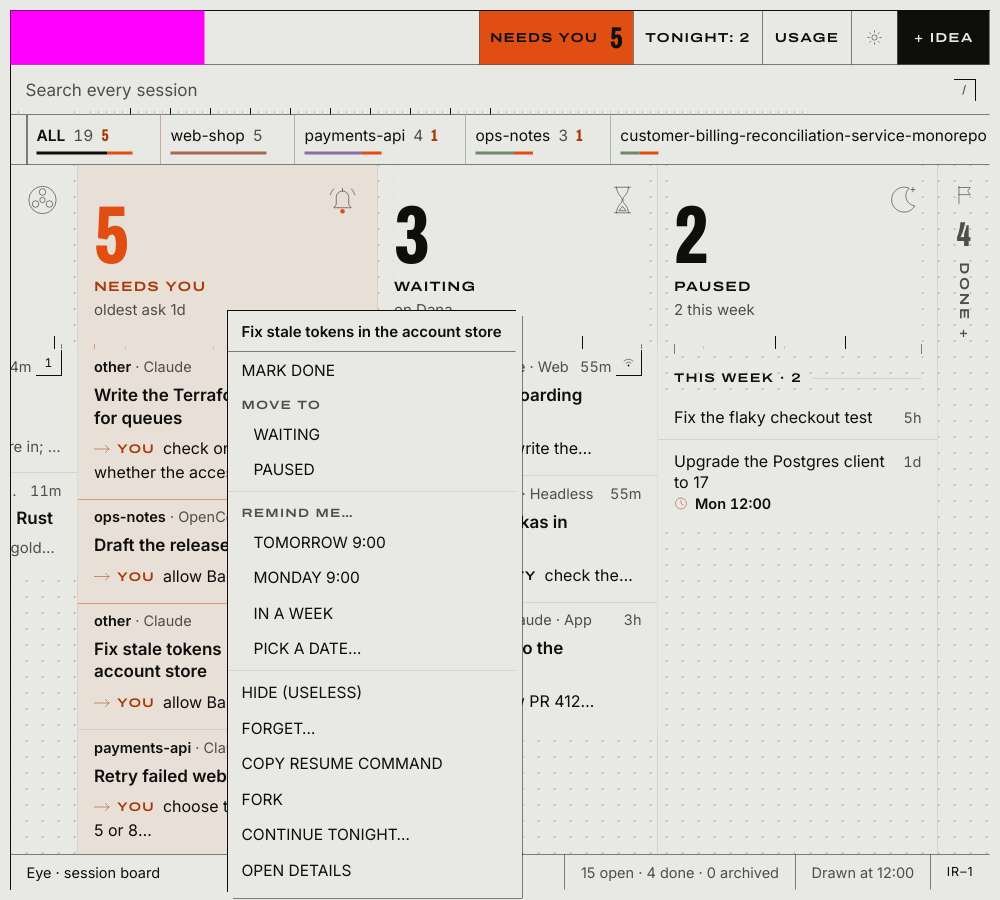 NEEDS YOU 5
TONIGHT: 2
USAGE
+ IDEA
Search every session
/
ALL 19 5
web-shop 5
payments-api 4 1
ops-notes 3 1
customer-billing-reconciliation-service-monorepo
5
NEEDS YOU
oldest ask 1d
3
WAITING
on Dana
2
PAUSED
2 this week
4 DONE +
4m 1
re in; …
. 11m
Rust
gold…
other · Claude
Write the Terrafo
for queues
→ YOU check or
whether the acces
ops-notes · OpenC
Draft the release
→ YOU allow Ba
other · Claude
Fix stale tokens
account store
→ YOU allow Ba
payments-api · Cla
Retry failed web
→ YOU choose t
5 or 8…
Fix stale tokens in the account store
MARK DONE
MOVE TO
WAITING
PAUSED
REMIND ME…
TOMORROW 9:00
MONDAY 9:00
IN A WEEK
PICK A DATE…
HIDE (USELESS)
FORGET…
COPY RESUME COMMAND
FORK
CONTINUE TONIGHT…
OPEN DETAILS
· Web 55m
oarding
rite the…
· Headless 55m
kas in
TY check the…
aude · App 3h
o the
PR 412…
THIS WEEK · 2
Fix the flaky checkout test 5h
Upgrade the Postgres client 1d
to 17
Mon 12:00
Eye · session board
15 open · 4 done · 0 archived
Drawn at 12:00
IR–1